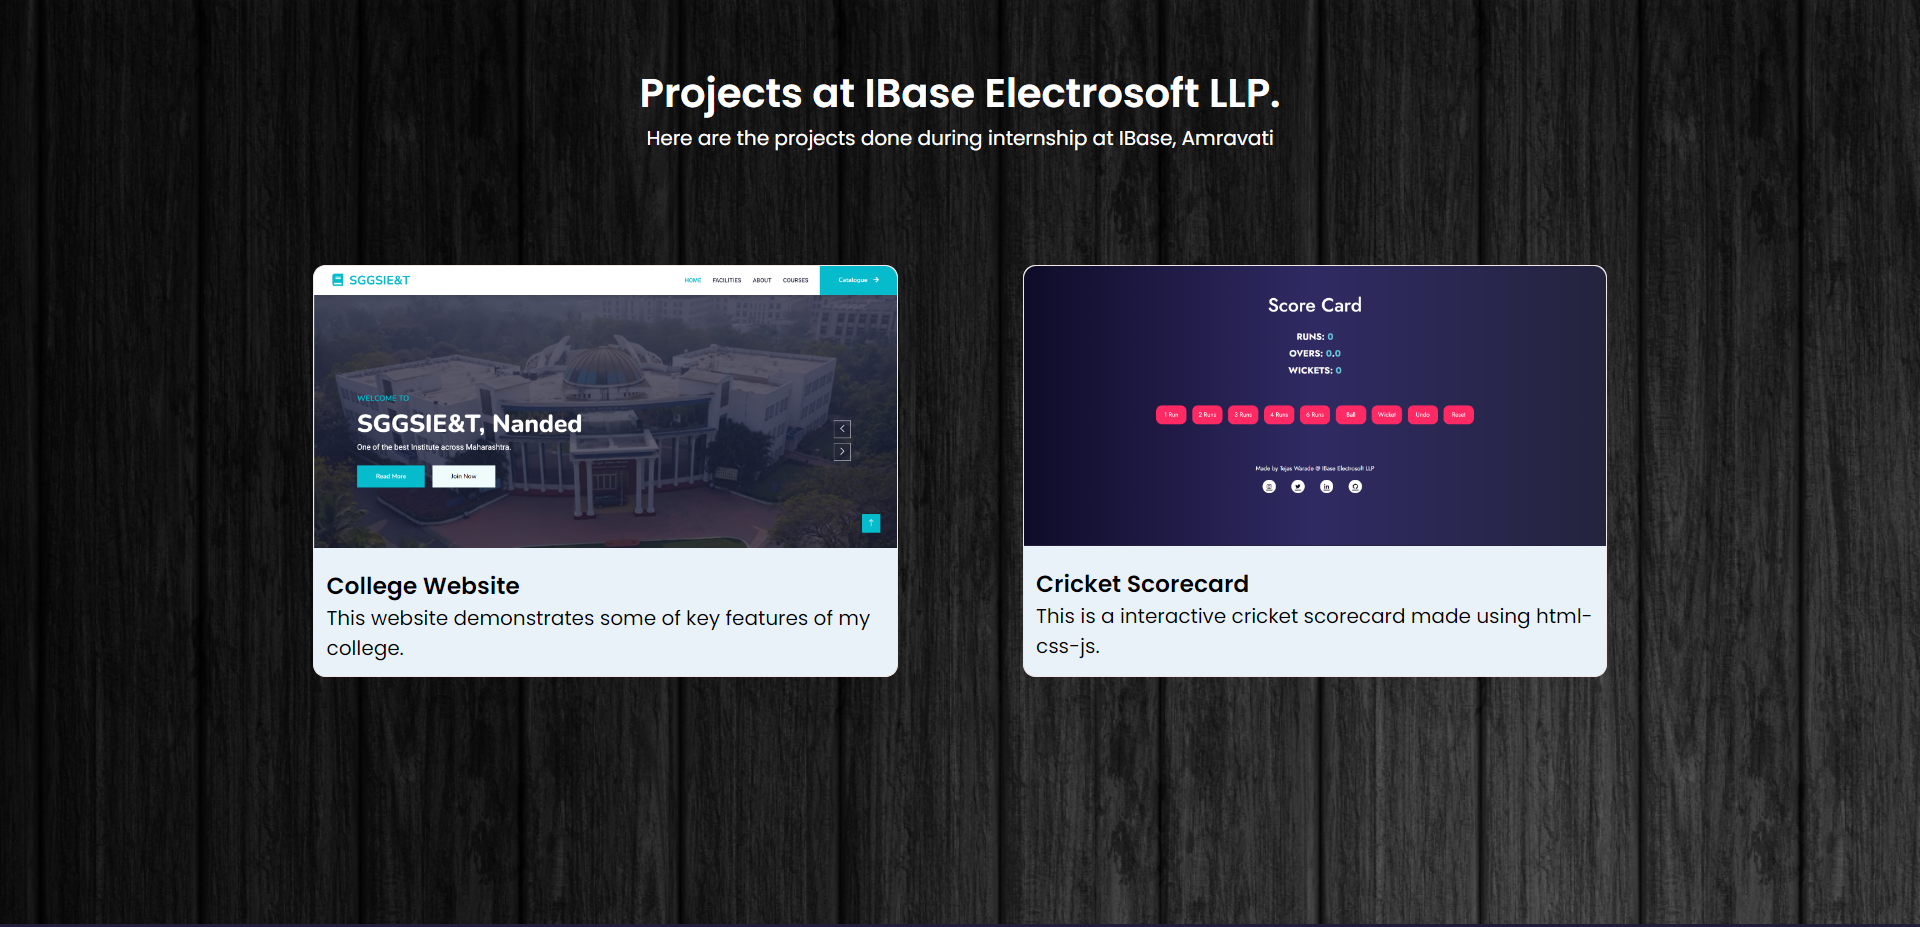 Projects at IBase Electrosoft LLP.
Here are the projects done during internship at IBase, Amravati
SGGSIE&T
HOME FACILITIES ABOUT COURSES Catalogue
WELCOME TO
SGGSIE&T, Nanded
One of the best Institute across Maharashtra.
Read More Join Now
College Website
This website demonstrates some of key features of my
college.
Score Card
RUNS: 0
OVERS: 0.0
WICKETS: 0
1 Run 2 Runs 3 Runs 4 Runs 6 Runs Ball Wicket Undo Reset
Made by Tejas Warade @ IBase Electrosoft LLP
Cricket Scorecard
This is a interactive cricket scorecard made using html-
css-js.